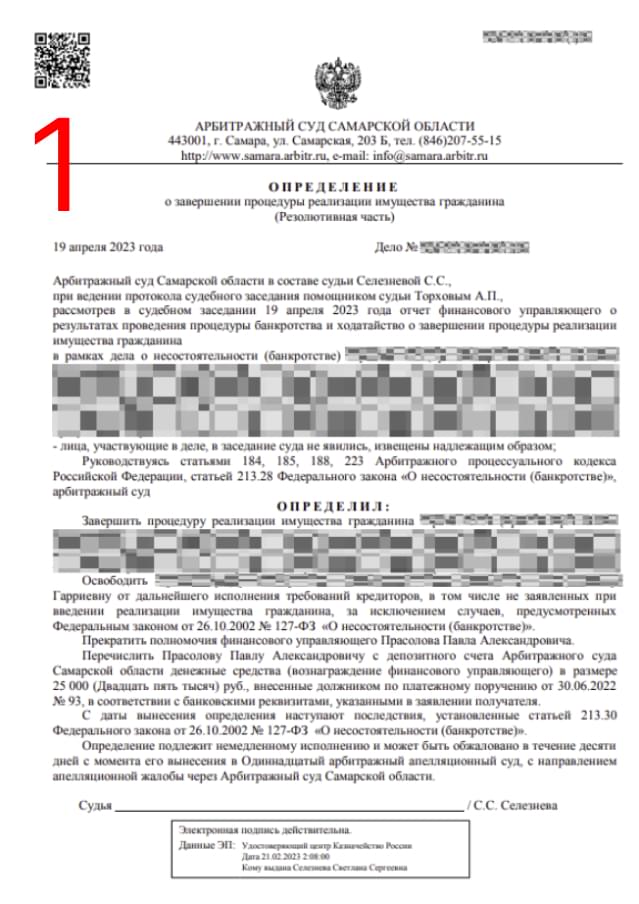 1
АРБИТРАЖНЫЙ СУД САМАРСКОЙ ОБЛАСТИ
443001, г. Самара, ул. Самарская, 203 Б, тел. (846)207-55-15
http://www.samara.arbitr.ru, e-mail: info@samara.arbitr.ru
ОПРЕДЕЛЕНИЕ
о завершении процедуры реализации имущества гражданина
(Резолютивная часть)
19 апреля 2023 года Дело №
Арбитражный суд Самарской области в составе судьи Селезневой С.С.,
при ведении протокола судебного заседания помощником судьи Торховым А.П.,
рассмотрев в судебном заседании 19 апреля 2023 года отчет финансового управляющего о
результатах проведения процедуры банкротства и ходатайство о завершении процедуры реализации
имущества гражданина
в рамках дела о несостоятельности (банкротстве)
- лица, участвующие в деле, в заседание суда не явились, извещены надлежащим образом;
Руководствуясь статьями 184, 185, 188, 223 Арбитражного процессуального кодекса
Российской Федерации, статьей 213.28 Федерального закона «О несостоятельности (банкротстве)»,
арбитражный суд
ОПРЕДЕЛИЛ:
Завершить процедуру реализации имущества гражданина
Освободить
Гарриевну от дальнейшего исполнения требований кредиторов, в том числе не заявленных при
введении реализации имущества гражданина, за исключением случаев, предусмотренных
Федеральным законом от 26.10.2002 № 127-ФЗ «О несостоятельности (банкротстве)».
Прекратить полномочия финансового управляющего Прасолова Павла Александровича.
Перечислить Прасолову Павлу Александровичу с депозитного счета Арбитражного суда
Самарской области денежные средства (вознаграждение финансового управляющего) в размере
25 000 (Двадцать пять тысяч) руб., внесенные должником по платежному поручению от 30.06.2022
№ 93, в соответствии с банковскими реквизитами, указанными в заявлении получателя.
С даты вынесения определения наступают последствия, установленные статьей 213.30
Федерального закона от 26.10.2002 № 127-ФЗ «О несостоятельности (банкротстве)».
Определение подлежит немедленному исполнению и может быть обжаловано в течение десяти
дней с момента его вынесения в Одиннадцатый арбитражный апелляционный суд, с направлением
апелляционной жалобы через Арбитражный суд Самарской области.
Судья / С.С. Селезнева
Электронная подпись действительна.
Данные ЭП: Удостоверяющий центр Казначейство России
Дата 21.02.2023 2:08:00
Кому выдана Селезнева Светлана Сергеевна